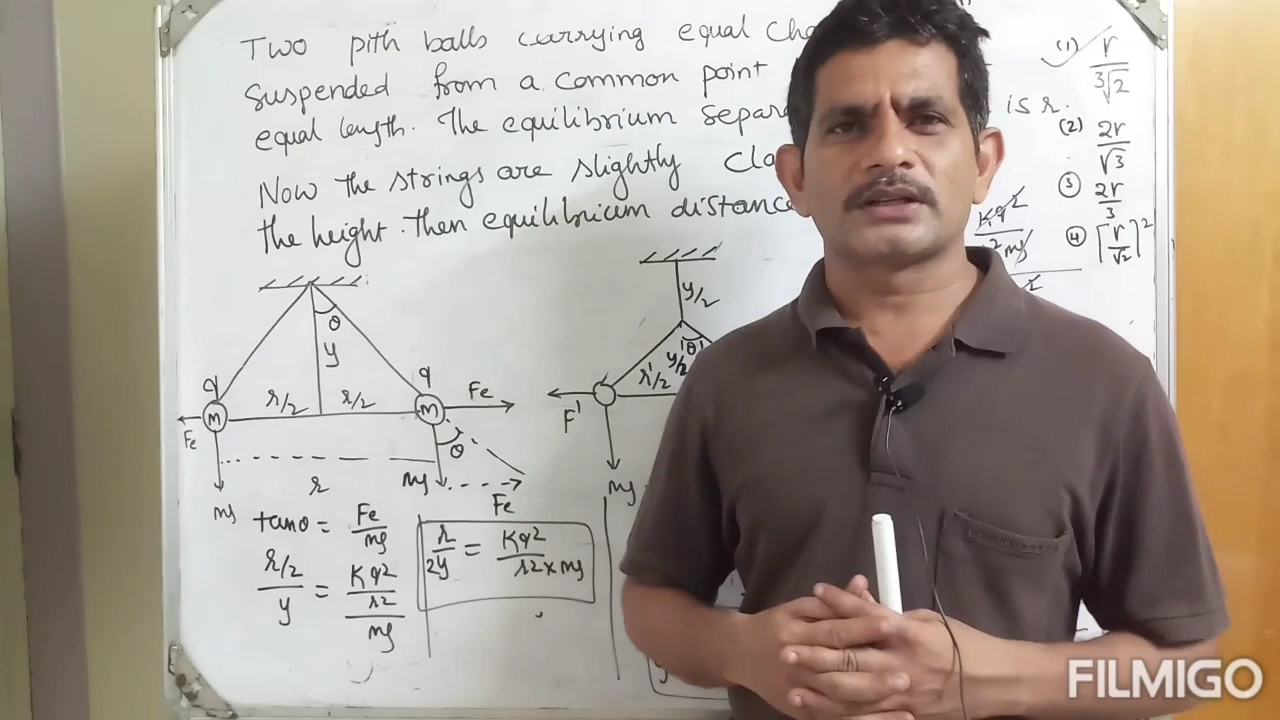 Two pith balls carrying equal
suspended from a common point
equal length. The equilibrium is r.
Now the strings are slightly
the height. Then equilibrium distance
(1) r
3√2
(2) 2r
√3
③ 2r
3
④ [r/√2]²
Kq²
θ
y
r/2 r/2
q q
m m
Fe
Fe
θ
mg
Fe
r
mg
tanθ = Fe
mg
r/2 = Kq²
y r²
mg
r = Kq²
2y r²×mg
y/2
θ'
y/2
r'/2
F'
mg
FILMIGO